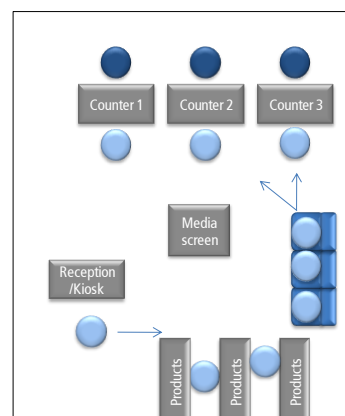 Counter 1
Counter 2
Counter 3
Media
screen
Reception
/Kiosk
Products
Products
Products